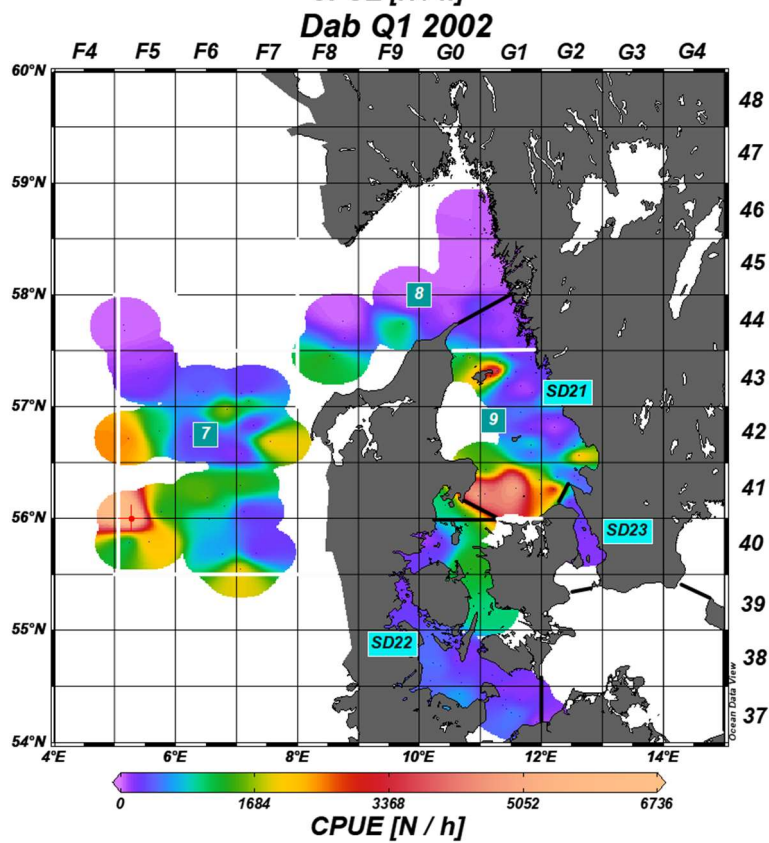 Dab Q1 2002
F4 F5 F6 F7 F8 F9 G0 G1 G2 G3 G4
60°N
48
47
59°N
46
45
8
58°N
44
43
SD21
57°N
9
7
42
41
56°N
SD23
40
39
55°N
SD22
38
37
54°N
Ocean Data View
4°E 6°E 8°E 10°E 12°E 14°E
0 1684 3368 5052 6736
CPUE [N / h]